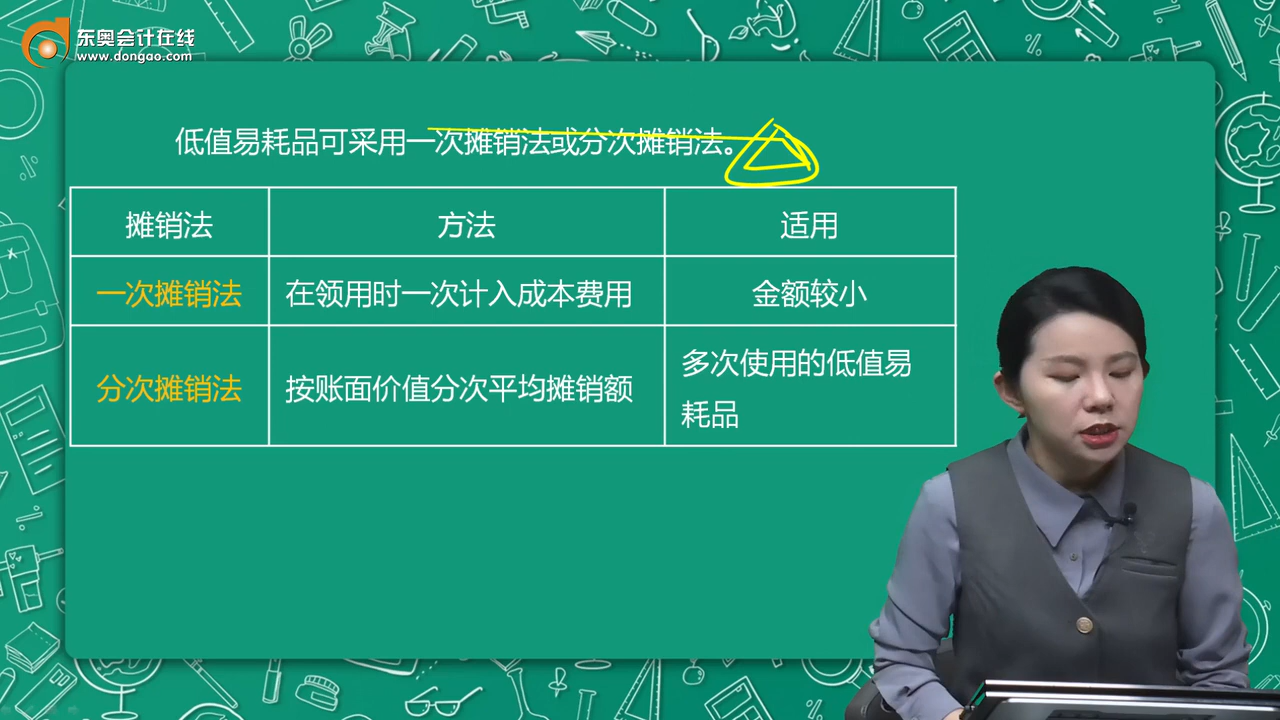 东奥会计在线
www.dongao.com
低值易耗品可采用一次摊销法或分次摊销法。
摊销法 方法 适用
一次摊销法 在领用时一次计入成本费用 金额较小
分次摊销法 按账面价值分次平均摊销额 多次使用的低值易
耗品